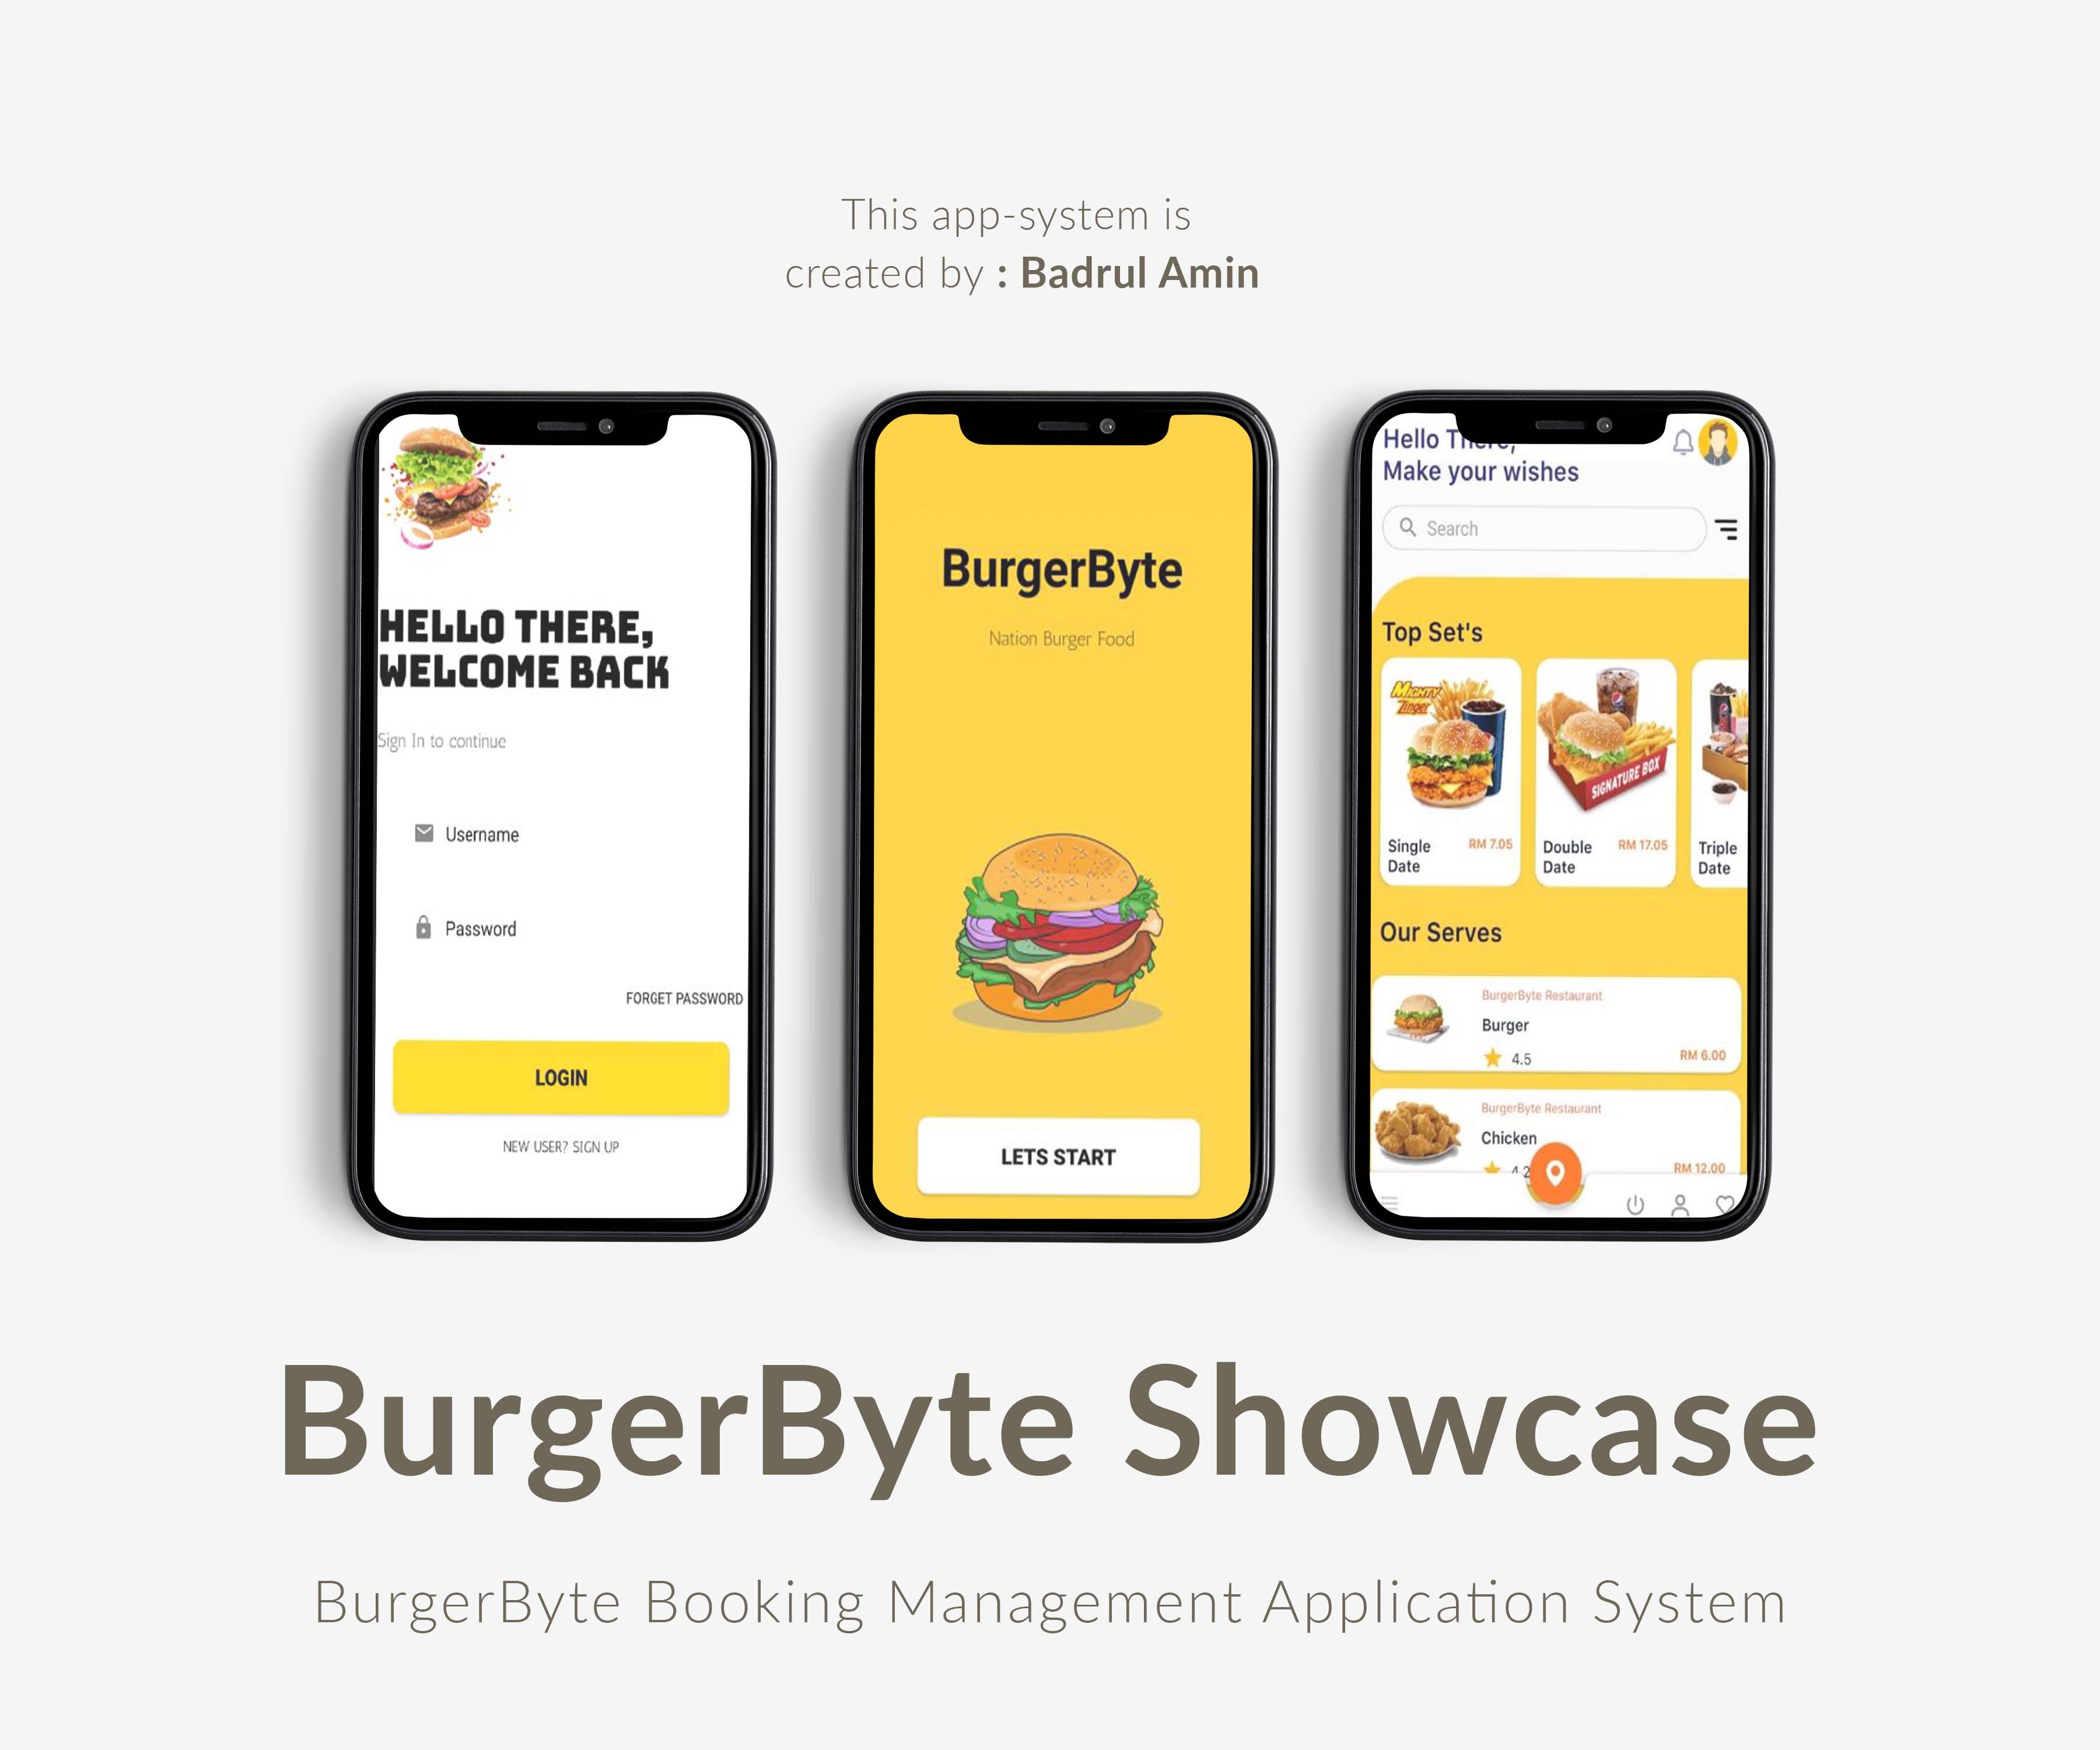 This app-system is
created by : Badrul Amin
HELLO THERE,
WELCOME BACK
Sign In to continue
Username
Password
FORGET PASSWORD
LOGIN
NEW USER? SIGN UP
BurgerByte
Nation Burger Food
LETS START
Hello There,
Make your wishes
Search
Top Set's
MIGHTY
Zinger
SIGNATURE BOX
Single
Date
RM 7.05
Double
Date
RM 17.05
Triple
Date
Our Serves
BurgerByte Restaurant
Burger
4.5
RM 6.00
BurgerByte Restaurant
Chicken
4.2
RM 12.00
BurgerByte Showcase
BurgerByte Booking Management Application System